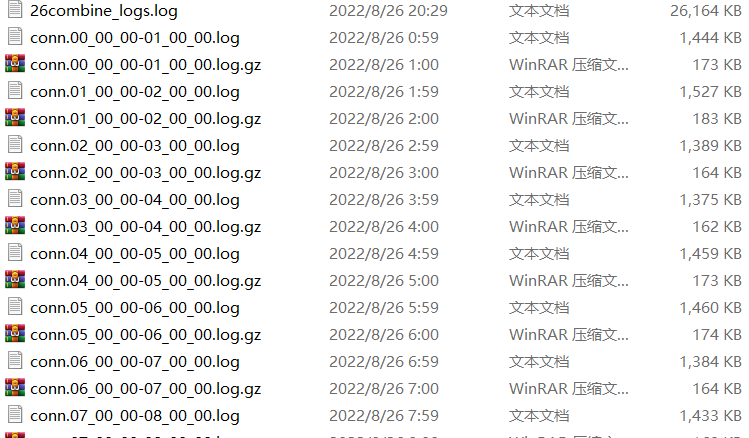 26combine_logs.log 2022/8/26 20:29 文本文档 26,164 KB
conn.00_00_00-01_00_00.log 2022/8/26 0:59 文本文档 1,444 KB
conn.00_00_00-01_00_00.log.gz 2022/8/26 1:00 WinRAR 压缩文... 173 KB
conn.01_00_00-02_00_00.log 2022/8/26 1:59 文本文档 1,527 KB
conn.01_00_00-02_00_00.log.gz 2022/8/26 2:00 WinRAR 压缩文... 183 KB
conn.02_00_00-03_00_00.log 2022/8/26 2:59 文本文档 1,389 KB
conn.02_00_00-03_00_00.log.gz 2022/8/26 3:00 WinRAR 压缩文... 164 KB
conn.03_00_00-04_00_00.log 2022/8/26 3:59 文本文档 1,375 KB
conn.03_00_00-04_00_00.log.gz 2022/8/26 4:00 WinRAR 压缩文... 162 KB
conn.04_00_00-05_00_00.log 2022/8/26 4:59 文本文档 1,459 KB
conn.04_00_00-05_00_00.log.gz 2022/8/26 5:00 WinRAR 压缩文... 173 KB
conn.05_00_00-06_00_00.log 2022/8/26 5:59 文本文档 1,460 KB
conn.05_00_00-06_00_00.log.gz 2022/8/26 6:00 WinRAR 压缩文... 174 KB
conn.06_00_00-07_00_00.log 2022/8/26 6:59 文本文档 1,384 KB
conn.06_00_00-07_00_00.log.gz 2022/8/26 7:00 WinRAR 压缩文... 164 KB
conn.07_00_00-08_00_00.log 2022/8/26 7:59 文本文档 1,433 KB